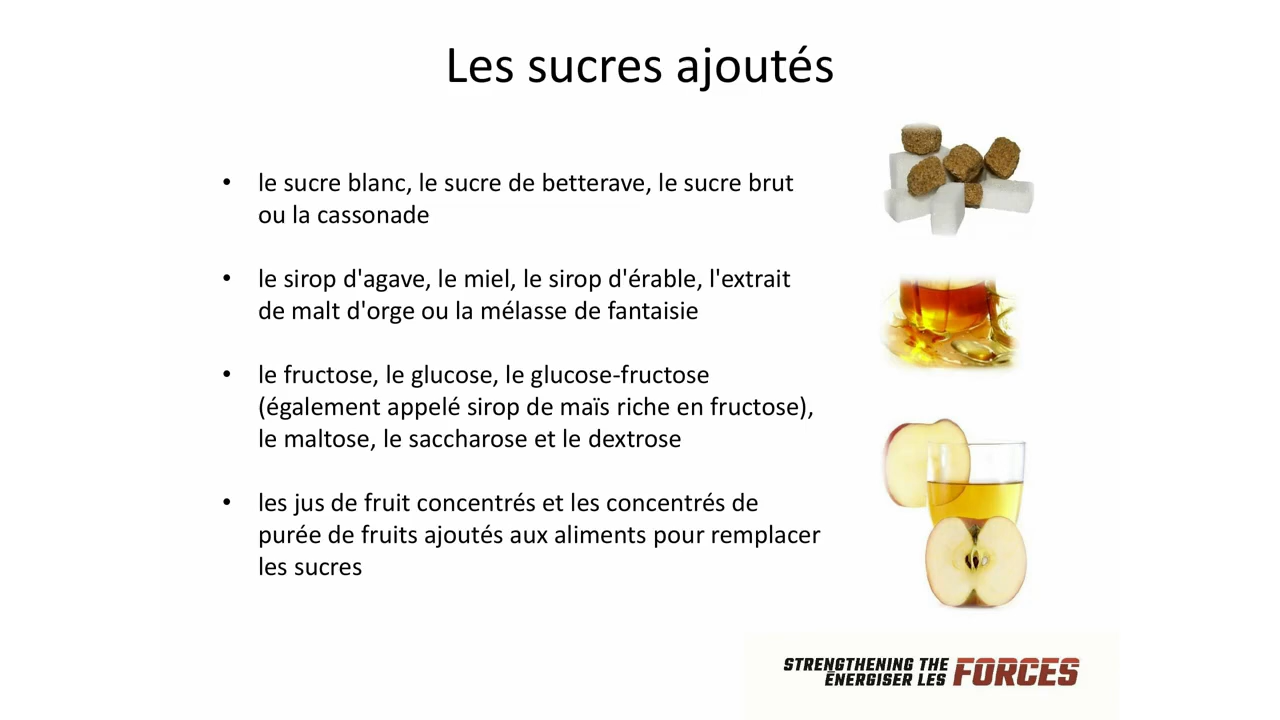 Les sucres ajoutés
• le sucre blanc, le sucre de betterave, le sucre brut
ou la cassonade
• le sirop d'agave, le miel, le sirop d'érable, l'extrait
de malt d'orge ou la mélasse de fantaisie
• le fructose, le glucose, le glucose-fructose
(également appelé sirop de maïs riche en fructose),
le maltose, le saccharose et le dextrose
• les jus de fruit concentrés et les concentrés de
purée de fruits ajoutés aux aliments pour remplacer
les sucres
STRENGTHENING THE
ÉNERGISER LES FORCES